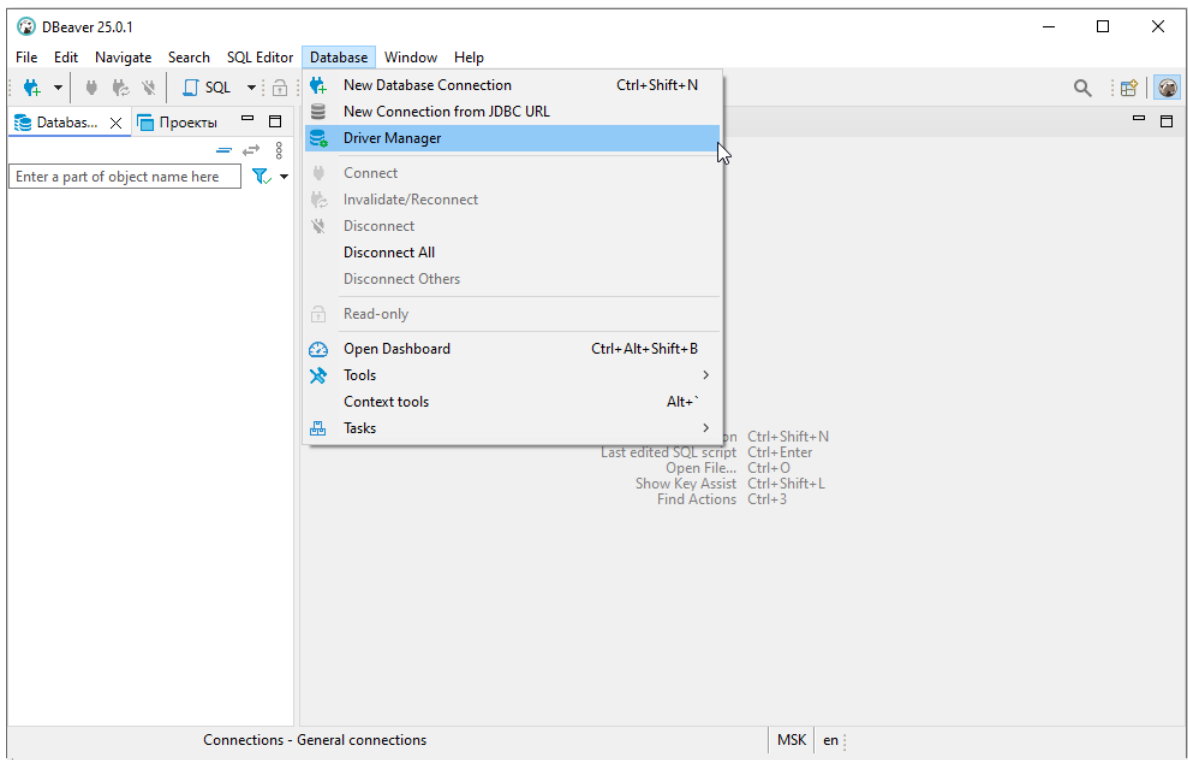 DBeaver 25.0.1
File Edit Navigate Search SQL Editor Database Window Help
SQL
Databas... Проекты
Enter a part of object name here
New Database Connection Ctrl+Shift+N
New Connection from JDBC URL
Driver Manager
Connect
Invalidate/Reconnect
Disconnect
Disconnect All
Disconnect Others
Read-only
Open Dashboard Ctrl+Alt+Shift+B
Tools
Context tools Alt+`
Tasks
Ctrl+Shift+N
Last edited SQL script Ctrl+Enter
Open File... Ctrl+O
Show Key Assist Ctrl+Shift+L
Find Actions Ctrl+3
Connections - General connections MSK en